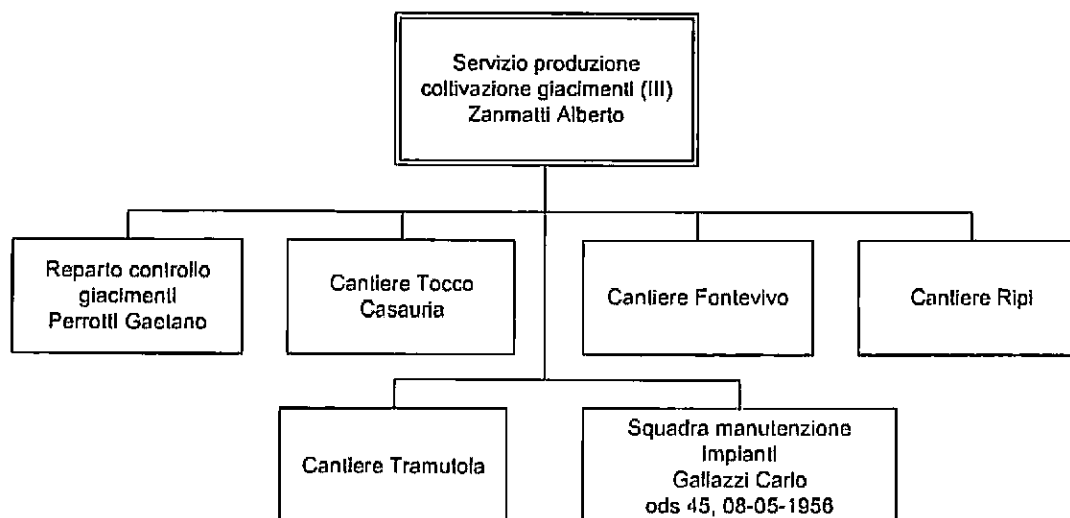 Servizio produzione
coltivazione giacimenti (III)
Zanmatti Alberto
Reparto controllo
giacimenti
Perrotti Gaetano
Cantiere Tocco
Casauria
Cantiere Fontevivo
Cantiere Ripi
Cantiere Tramutola
Squadra manutenzione
Impianti
Gallazzi Carlo
ods 45, 08-05-1956